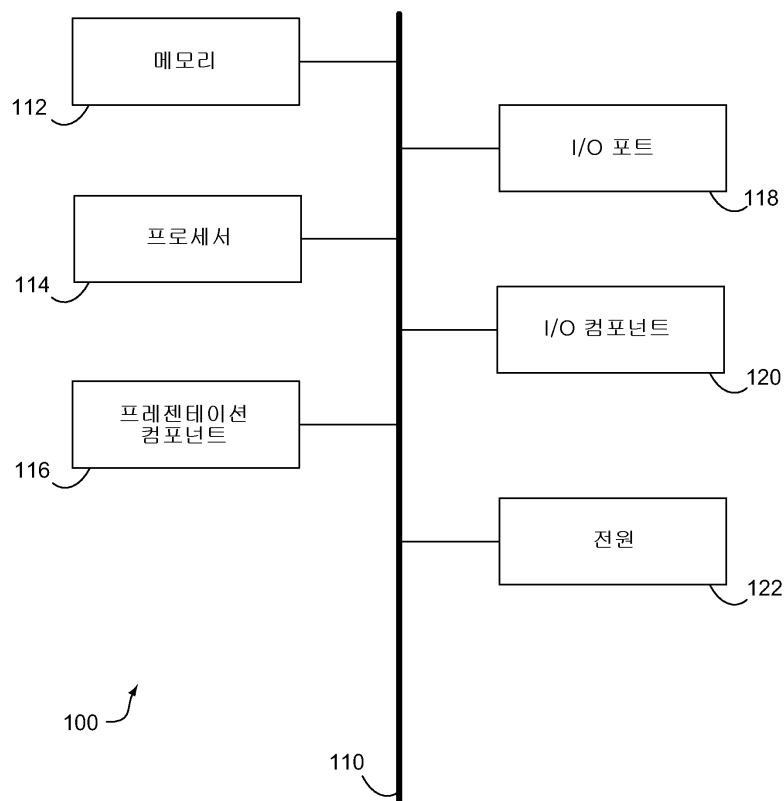 메모리
112
I/O 포트
118
프로세서
114
I/O 컴포넌트
120
프레젠테이션
컴포넌트
116
전원
122
100
110